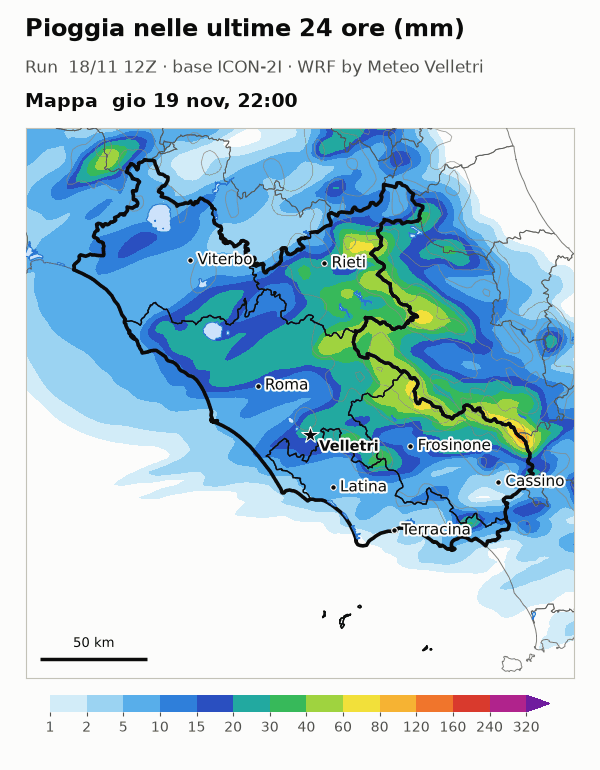 Pioggia nelle ultime 24 ore (mm)
Run  18/11 12Z · base ICON-2I · WRF by Meteo Velletri
Mappa  gio 19 nov, 22:00
Viterbo
Rieti
Roma
Velletri
Frosinone
Latina
Cassino
Terracina
50 km
1 2 5 10 15 20 30 40 60 80 120 160 240 320